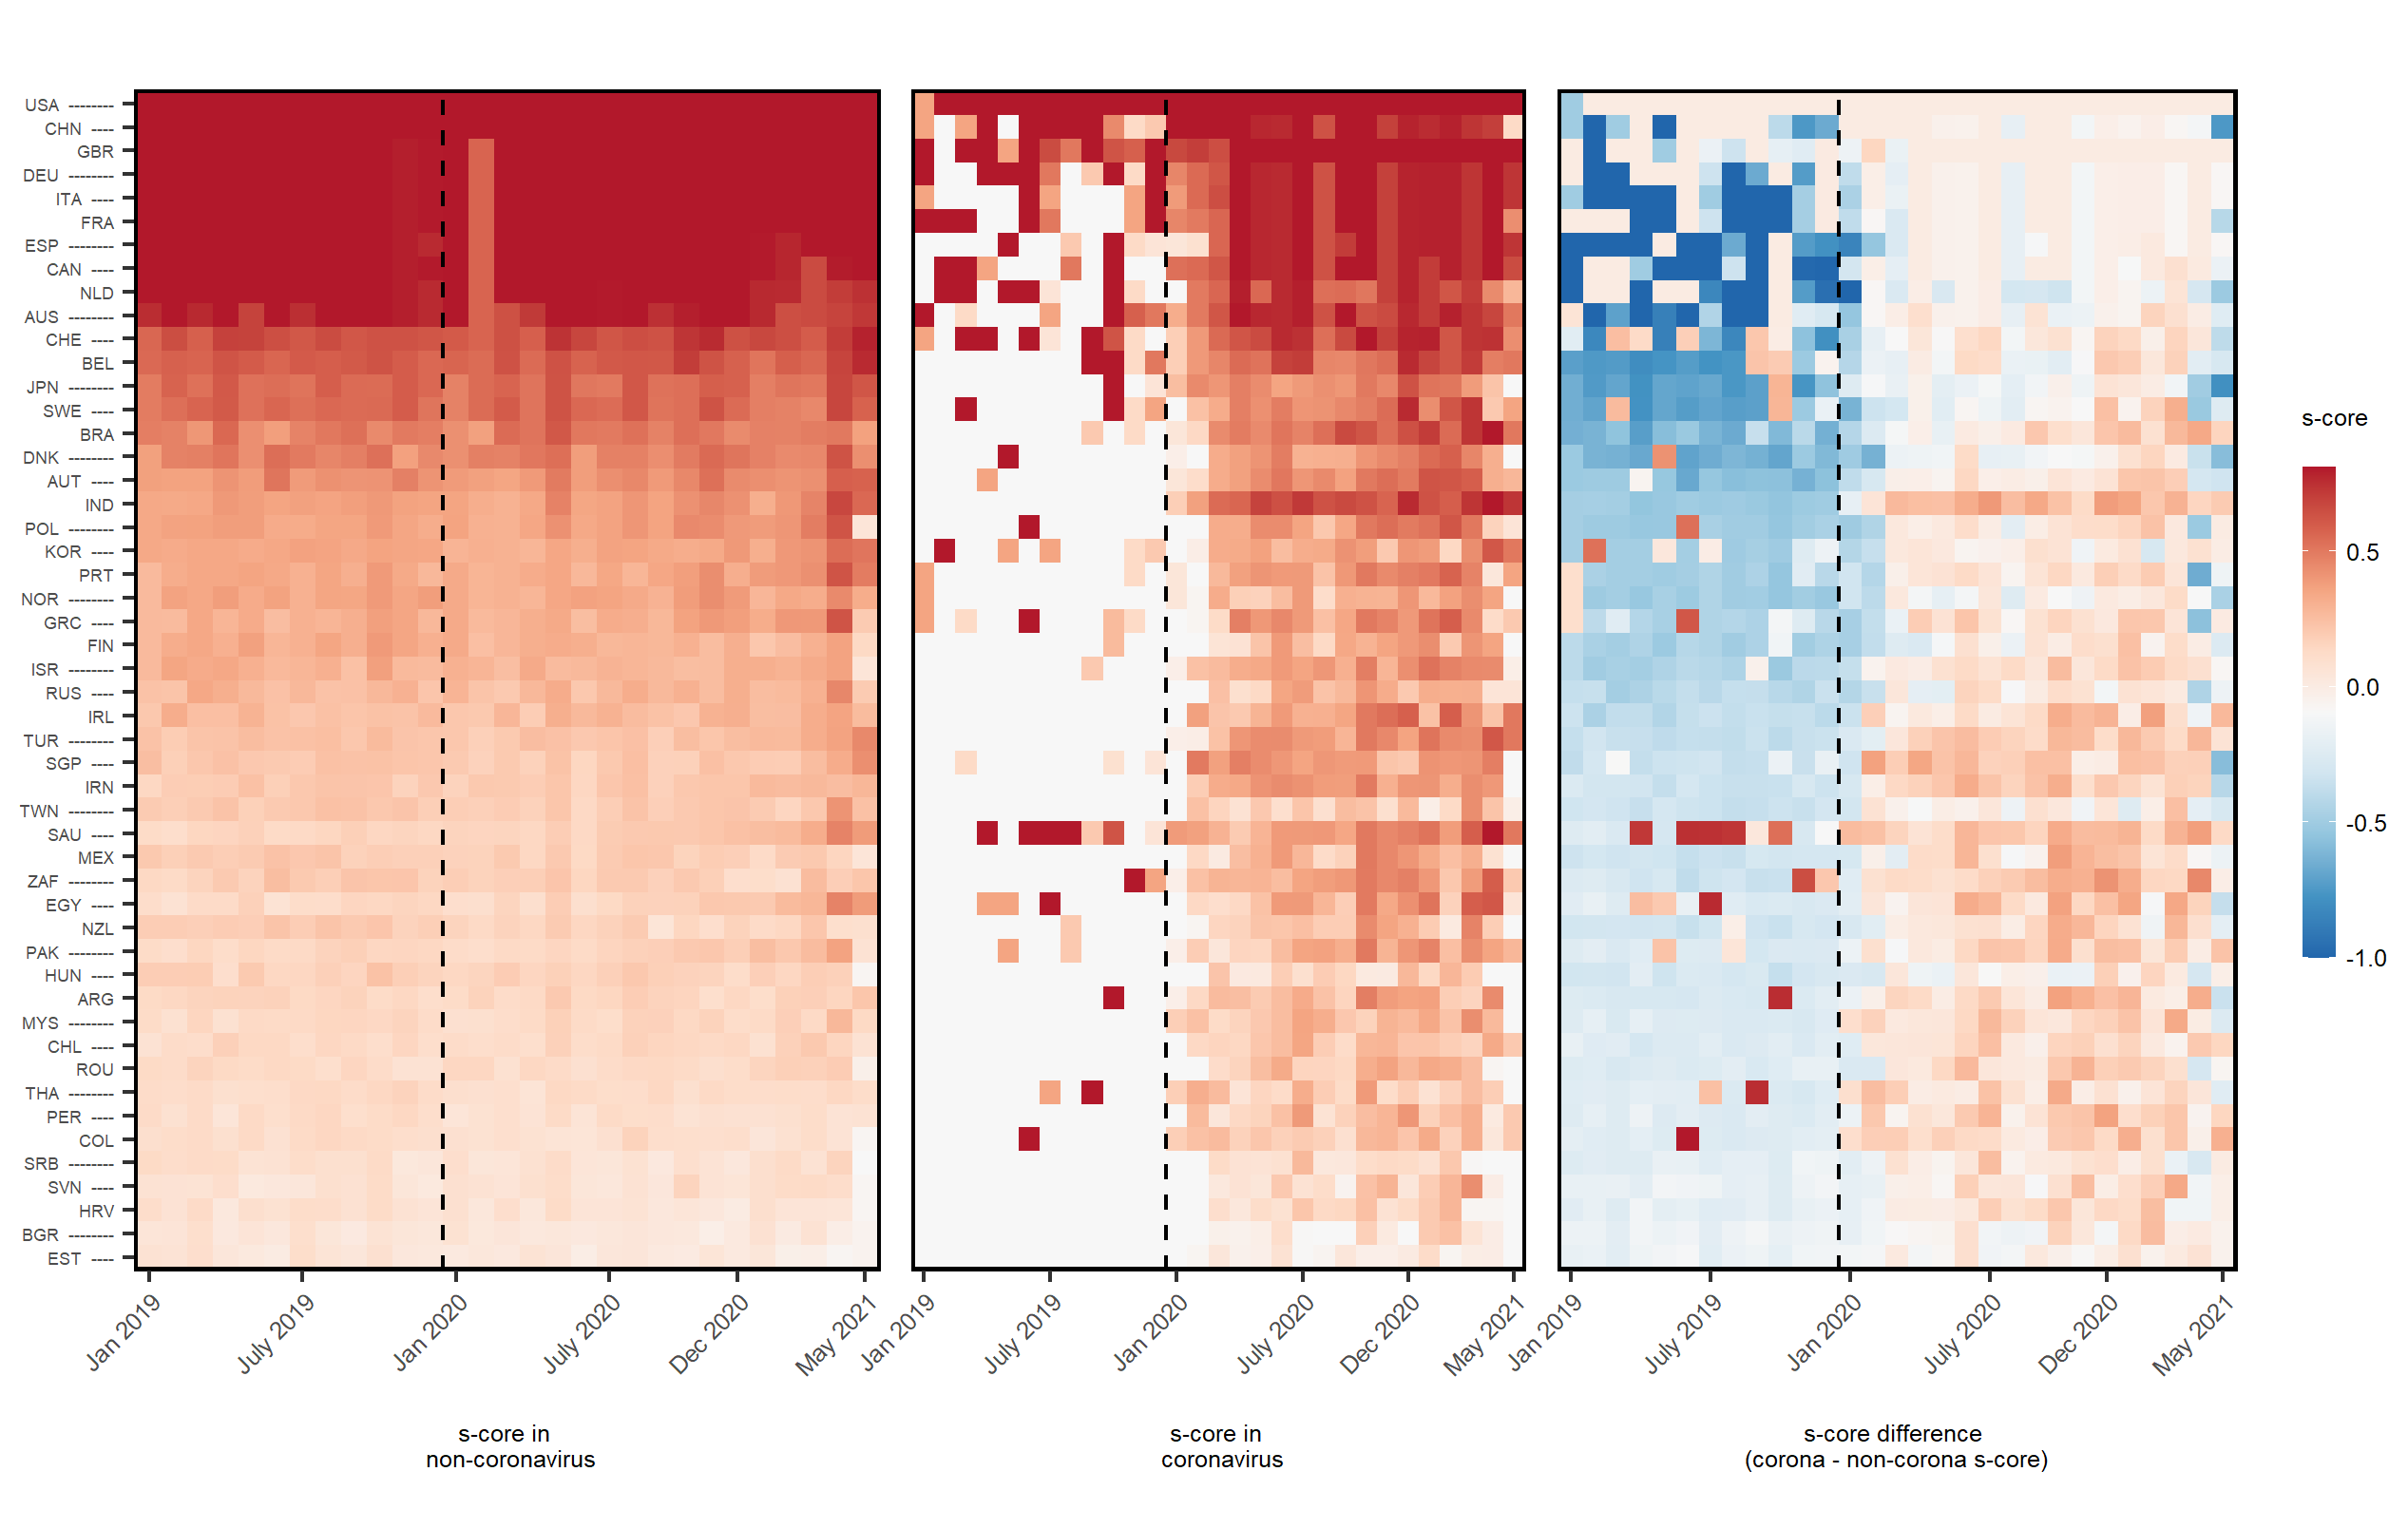 USA --------
CHN ----
GBR
DEU --------
ITA ----
FRA
ESP --------
CAN ----
NLD
AUS --------
CHE ----
BEL
JPN --------
SWE ----
BRA
DNK --------
AUT ----
IND
POL --------
KOR ----
PRT
NOR --------
GRC ----
FIN
ISR --------
RUS ----
IRL
TUR --------
SGP ----
IRN
TWN --------
SAU ----
MEX
ZAF --------
EGY ----
NZL
PAK --------
HUN ----
ARG
MYS --------
CHL ----
ROU
THA --------
PER ----
COL
SRB --------
SVN ----
HRV
BGR --------
EST ----
Jan 2019
July 2019
Jan 2020
July 2020
Dec 2020
May 2021
s-core in
non-coronavirus
Jan 2019
July 2019
Jan 2020
July 2020
Dec 2020
May 2021
s-core in
coronavirus
Jan 2019
July 2019
Jan 2020
July 2020
Dec 2020
May 2021
s-core difference
(corona - non-corona s-core)
s-core
0.5
0.0
-0.5
-1.0